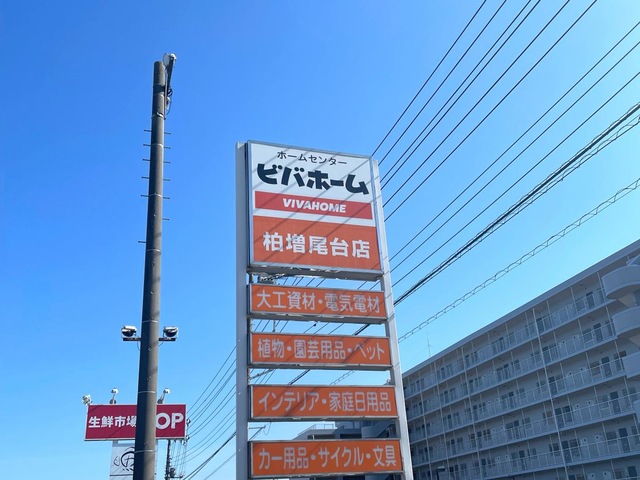 ホームセンター
ビバホーム
VIVAHOME
柏増尾台店
大工資材・電気電材
植物・園芸用品・ペット
インテリア・家庭日用品
カー用品・サイクル・文具
生鮮市場 OP